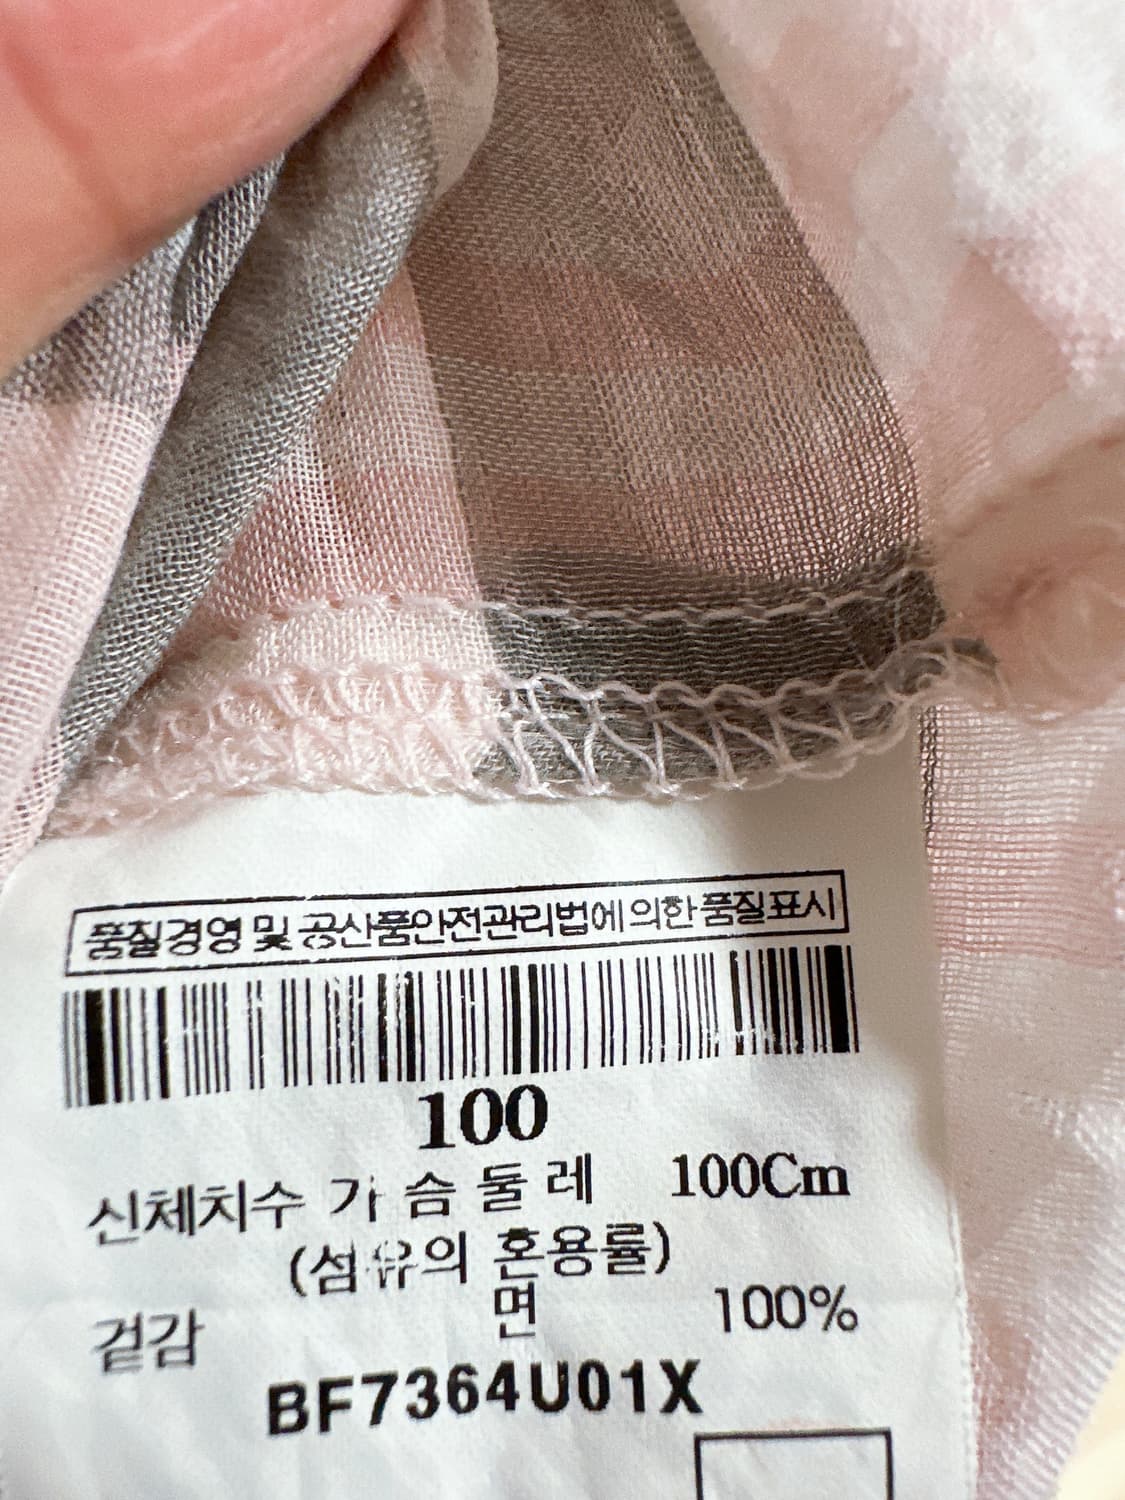 품질경영 및 공산품안전관리법에의한품질표시
100
신체치수 가 슴 둘 레 100Cm
(섬유의 혼용률)
겉감 면 100%
BF7364U01X